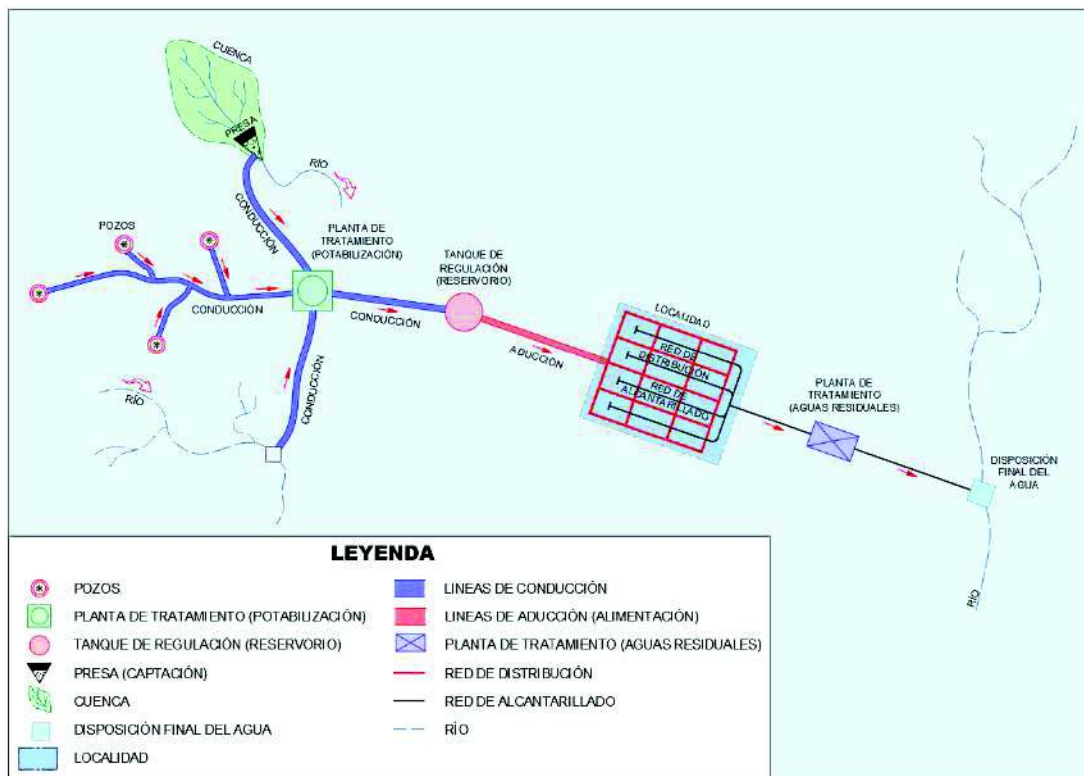 CUENCA
PRESA
RÍO
CONDUCCIÓN
POZOS
PLANTA DE
TRATAMIENTO
(POTABILIZACIÓN)
TANQUE DE
REGULACIÓN
(RESERVORIO)
CONDUCCIÓN
CONDUCCIÓN
ADUCCIÓN
LOCALIDAD
RED DE
DISTRIBUCIÓN
RED DE
ALCANTARILLADO
PLANTA DE
TRATAMIENTO
(AGUAS RESIDUALES)
RÍO
CONDUCCIÓN
DISPOSICIÓN
FINAL DEL
AGUA
RÍO
LEYENDA
POZOS
PLANTA DE TRATAMIENTO (POTABILIZACIÓN)
TANQUE DE REGULACIÓN (RESERVORIO)
PRESA (CAPTACIÓN)
CUENCA
DISPOSICIÓN FINAL DEL AGUA
LOCALIDAD
LINEAS DE CONDUCCIÓN
LINEAS DE ADUCCIÓN (ALIMENTACIÓN)
PLANTA DE TRATAMIENTO (AGUAS RESIDUALES)
RED DE DISTRIBUCIÓN
RED DE ALCANTARILLADO
RÍO